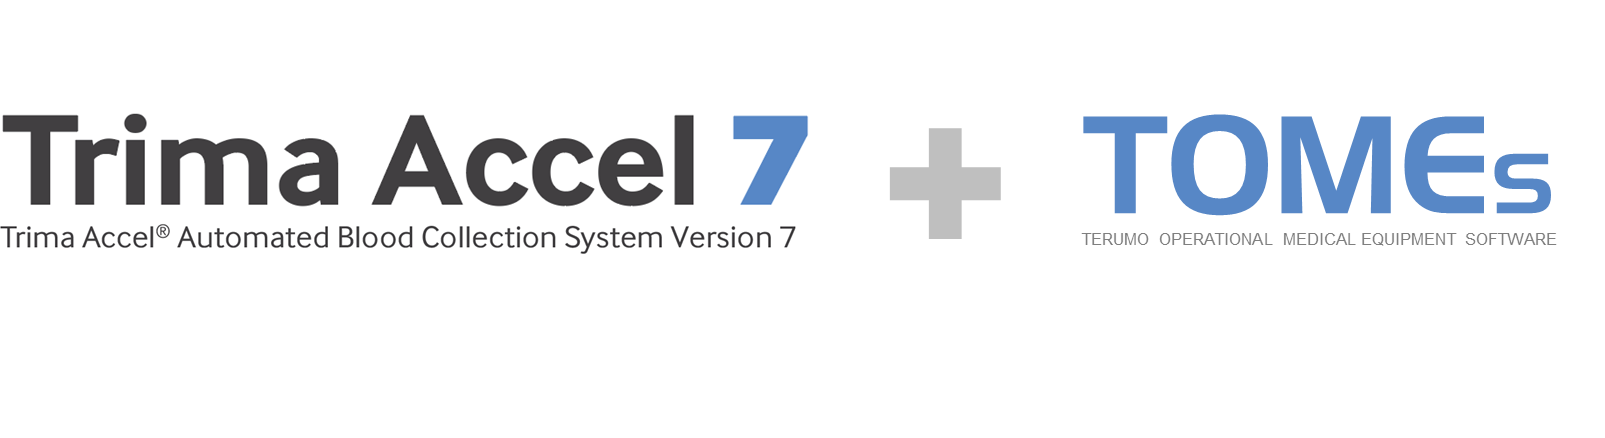 Trima Accel 7
Trima Accel® Automated Blood Collection System Version 7
+
TOMEs
TERUMO OPERATIONAL MEDICAL EQUIPMENT SOFTWARE